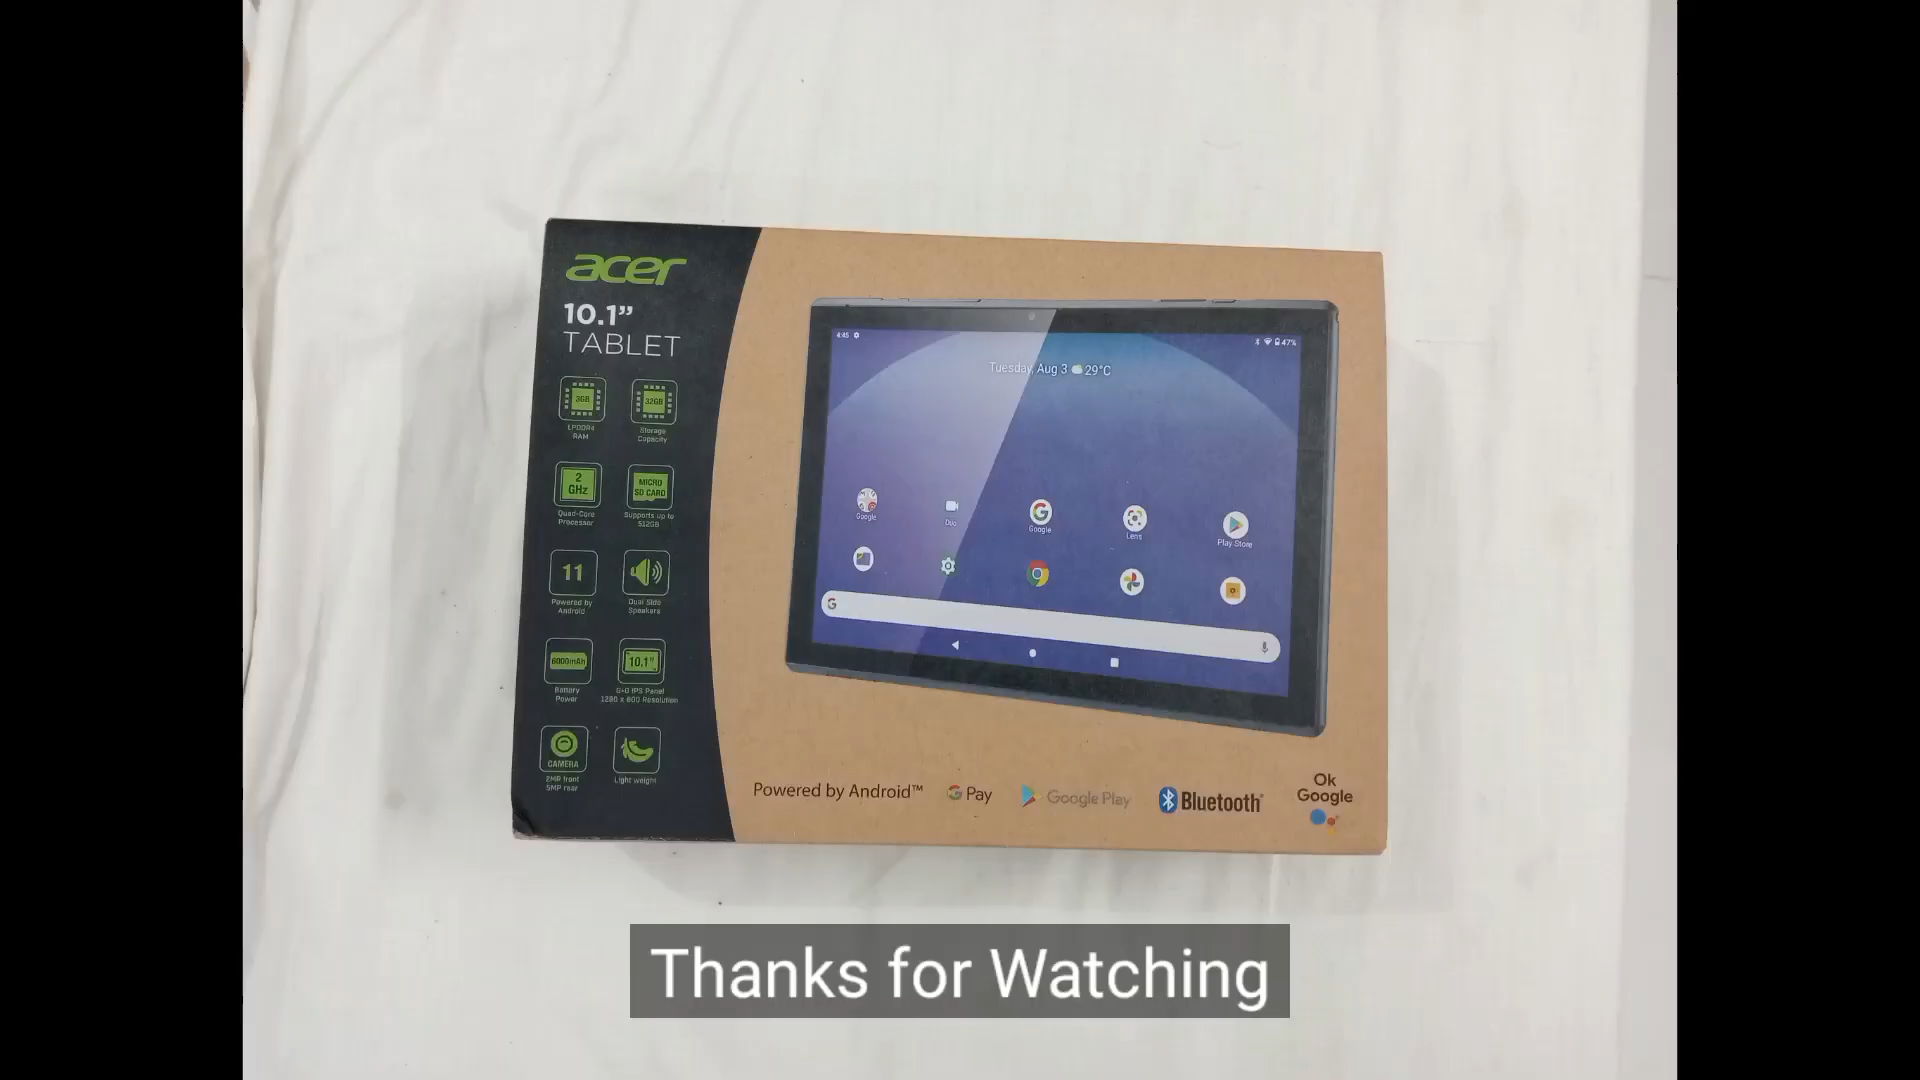 acer
10.1”
TABLET
3GB
LPDDR4
RAM
32GB
Storage
Capacity
2
GHz
Quad-Core
Processor
MICRO
SD CARD
Supports up to
512GB
11
Powered by
Android
Dual Side
Speakers
6000mAh
Battery
Power
10.1"
G+G IPS Panel
1280 x 800 Resolution
CAMERA
2MP front
5MP rear
Light weight
4:45
47%
Tuesday, Aug 3 29°C
Google
Duo
Google
Lens
Play Store
Powered by Android™
G Pay
Google Play
Bluetooth®
Ok
Google
Thanks for Watching